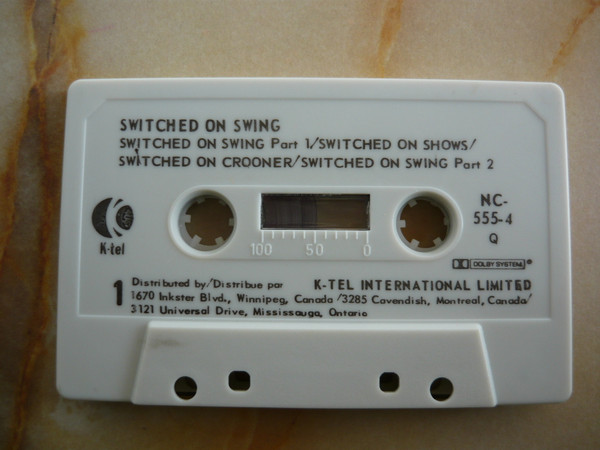 SWITCHED ON SWING
SWITCHED ON SWING Part 1/SWITCHED ON SHOWS/
SWITCHED ON CROONER/SWITCHED ON SWING Part 2
K-tel
NC-
555-4
Q
100 50 0
DOLBY SYSTEM ®
1
Distributed by/Distribue par K-TEL INTERNATIONAL LIMITED
1670 Inkster Blvd., Winnipeg, Canada /3285 Cavendish, Montreal, Canada/
3121 Universal Drive, Mississauga, Ontario